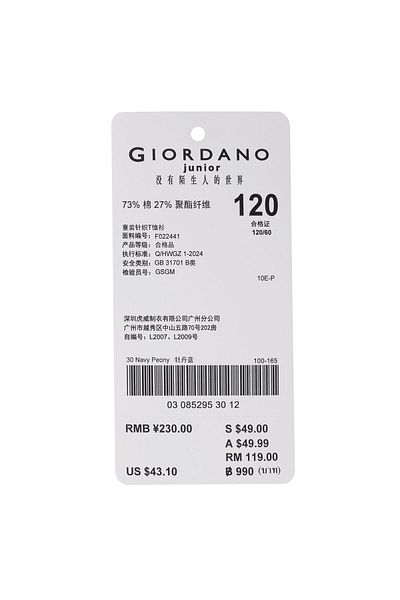 GIORDANO
junior
没有陌生人的世界
73% 棉 27% 聚酯纤维
120
合格证
120/60
童装针织T恤衫
面料编号: F022441
产品等级: 合格品
执行标准: Q/HWGZ 1-2024
安全类别: GB 31701 B类
检验员号: GSGM
10E-P
深圳虎威制衣有限公司广州分公司
广州市越秀区中山五路70号202房
自编号: L2007、L2009号
30 Navy Peony 牡丹蓝 100-165
03 085295 30 12
RMB ¥230.00 S $49.00
A $49.99
RM 119.00
US $43.10 ฿ 990 (บาท)